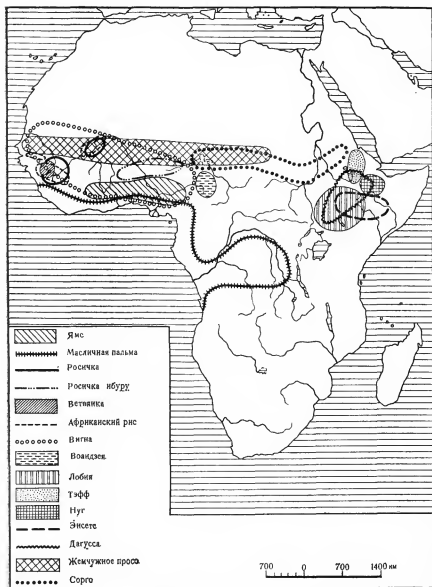 Ямс
Масличная пальма
Росичка
Росичка ибуру
Ветвянка
Африканский рис
Вигна
Воандзея
Лобия
Тэфф
Нуг
Энсете
Дагусса
Жемчужное просо
Сорго
700 0 700 1400 км